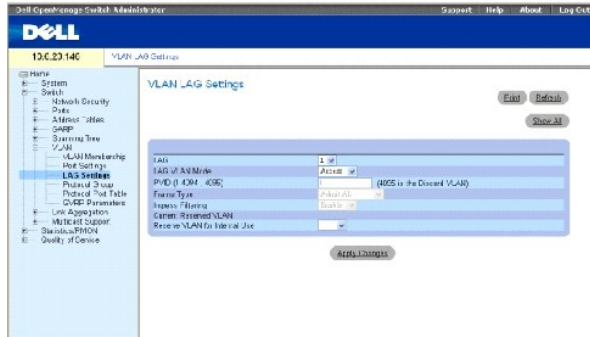 Dell OpenManage Switch Administrator
Support Help About Log Out
DELL
10.6.23.146
VLAN LAG Settings
Home
System
Switch
Network Security
Ports
Address Tables
GARP
Spanning Tree
VLAN
VLAN Membership
Port Settings
LAG Settings
Protocol Group
Protocol Port Table
GVRP Parameters
Link Aggregation
Multicast Support
Statistics/RMON
Quality of Service
VLAN LAG Settings
Print Refresh
Show All
LAG 1
LAG VLAN Mode Access
PVID (1-4094, 4095) (4095 is the Discard VLAN)
Frame Type Admit All
Ingress Filtering Enable
Current Reserved VLAN
Reserve VLAN for Internal Use
Apply Changes